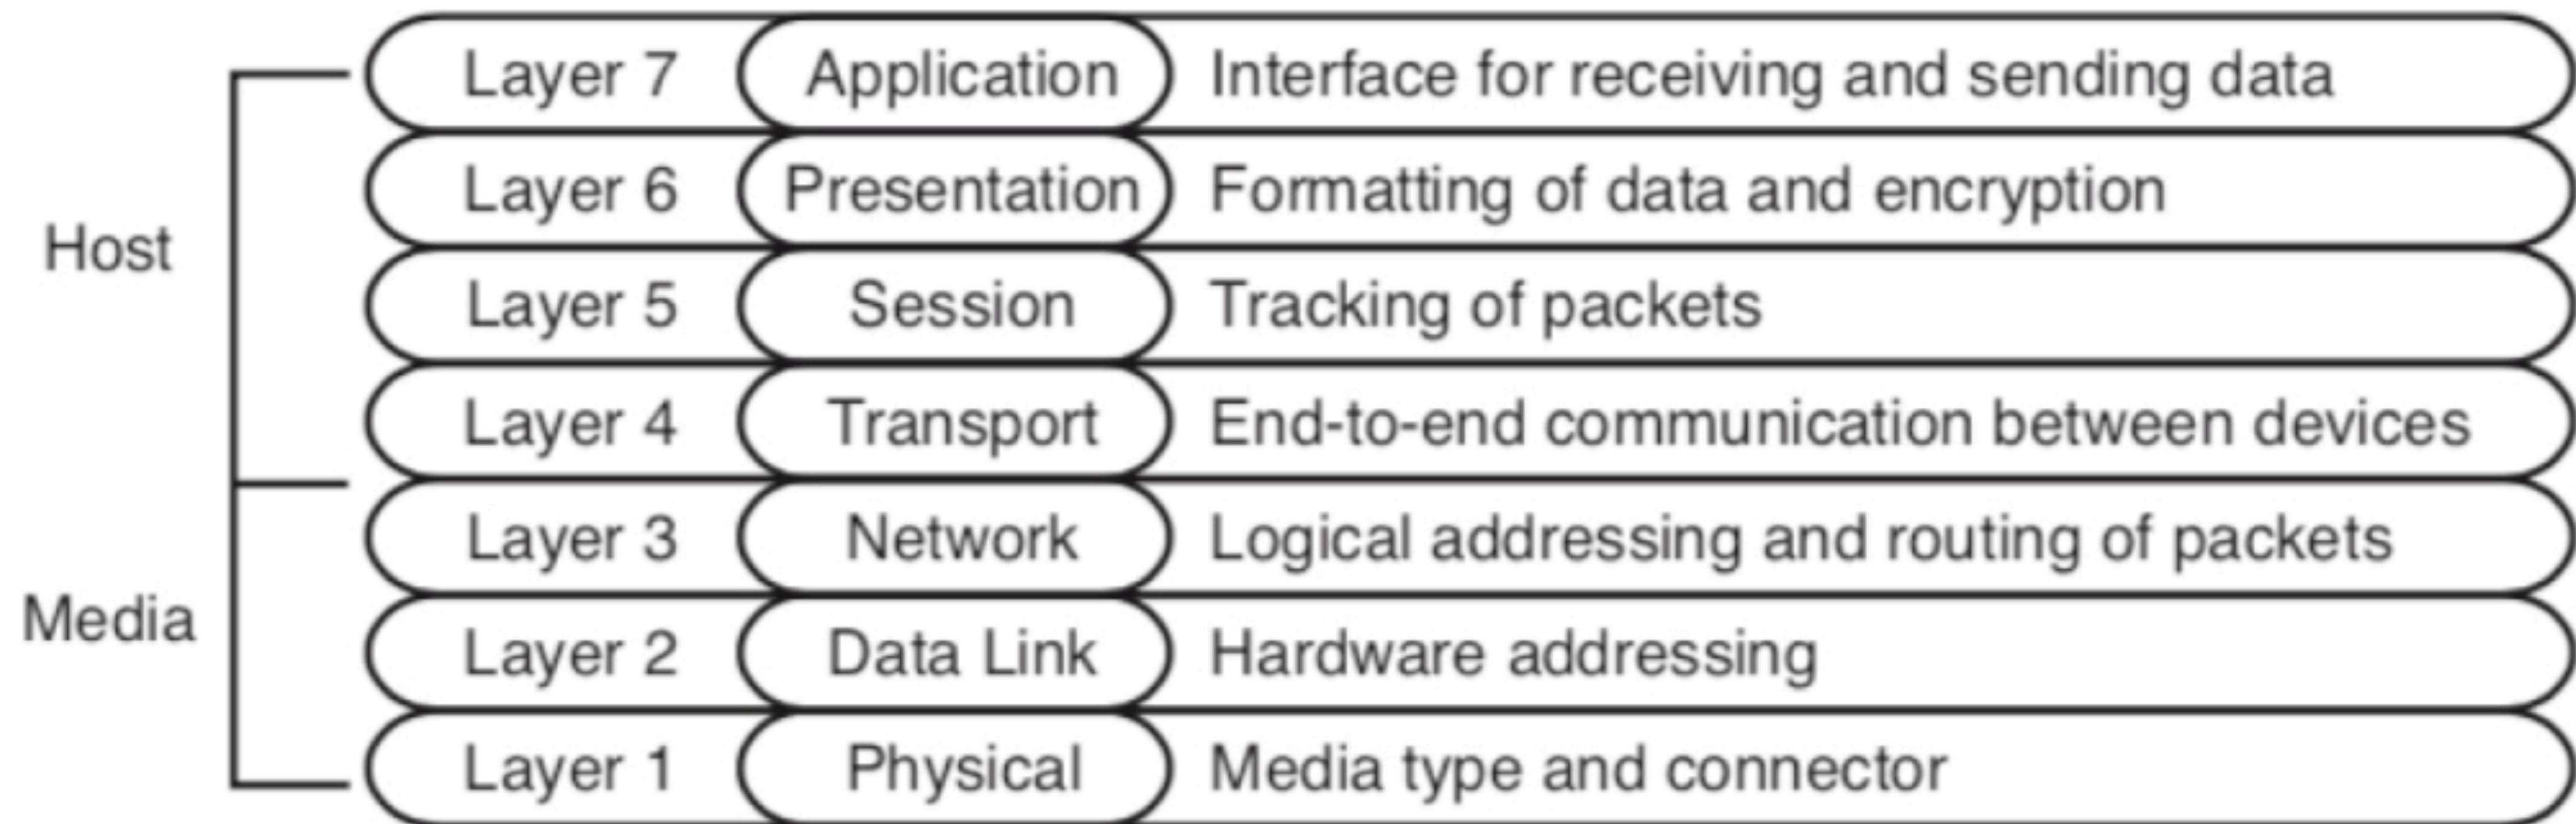 Layer 7 Application Interface for receiving and sending data
Layer 6 Presentation Formatting of data and encryption
Host
Layer 5 Session Tracking of packets
Layer 4 Transport End-to-end communication between devices
Layer 3 Network Logical addressing and routing of packets
Media
Layer 2 Data Link Hardware addressing
Layer 1 Physical Media type and connector